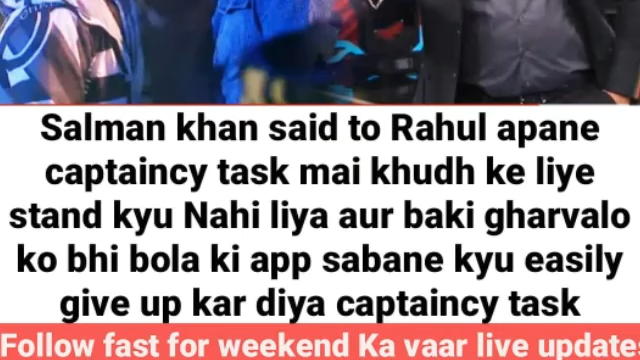 Salman khan said to Rahul apane
captaincy task mai khudh ke liye
stand kyu Nahi liya aur baki gharvalo
ko bhi bola ki app sabane kyu easily
give up kar diya captaincy task
Follow fast for weekend Ka vaar live update